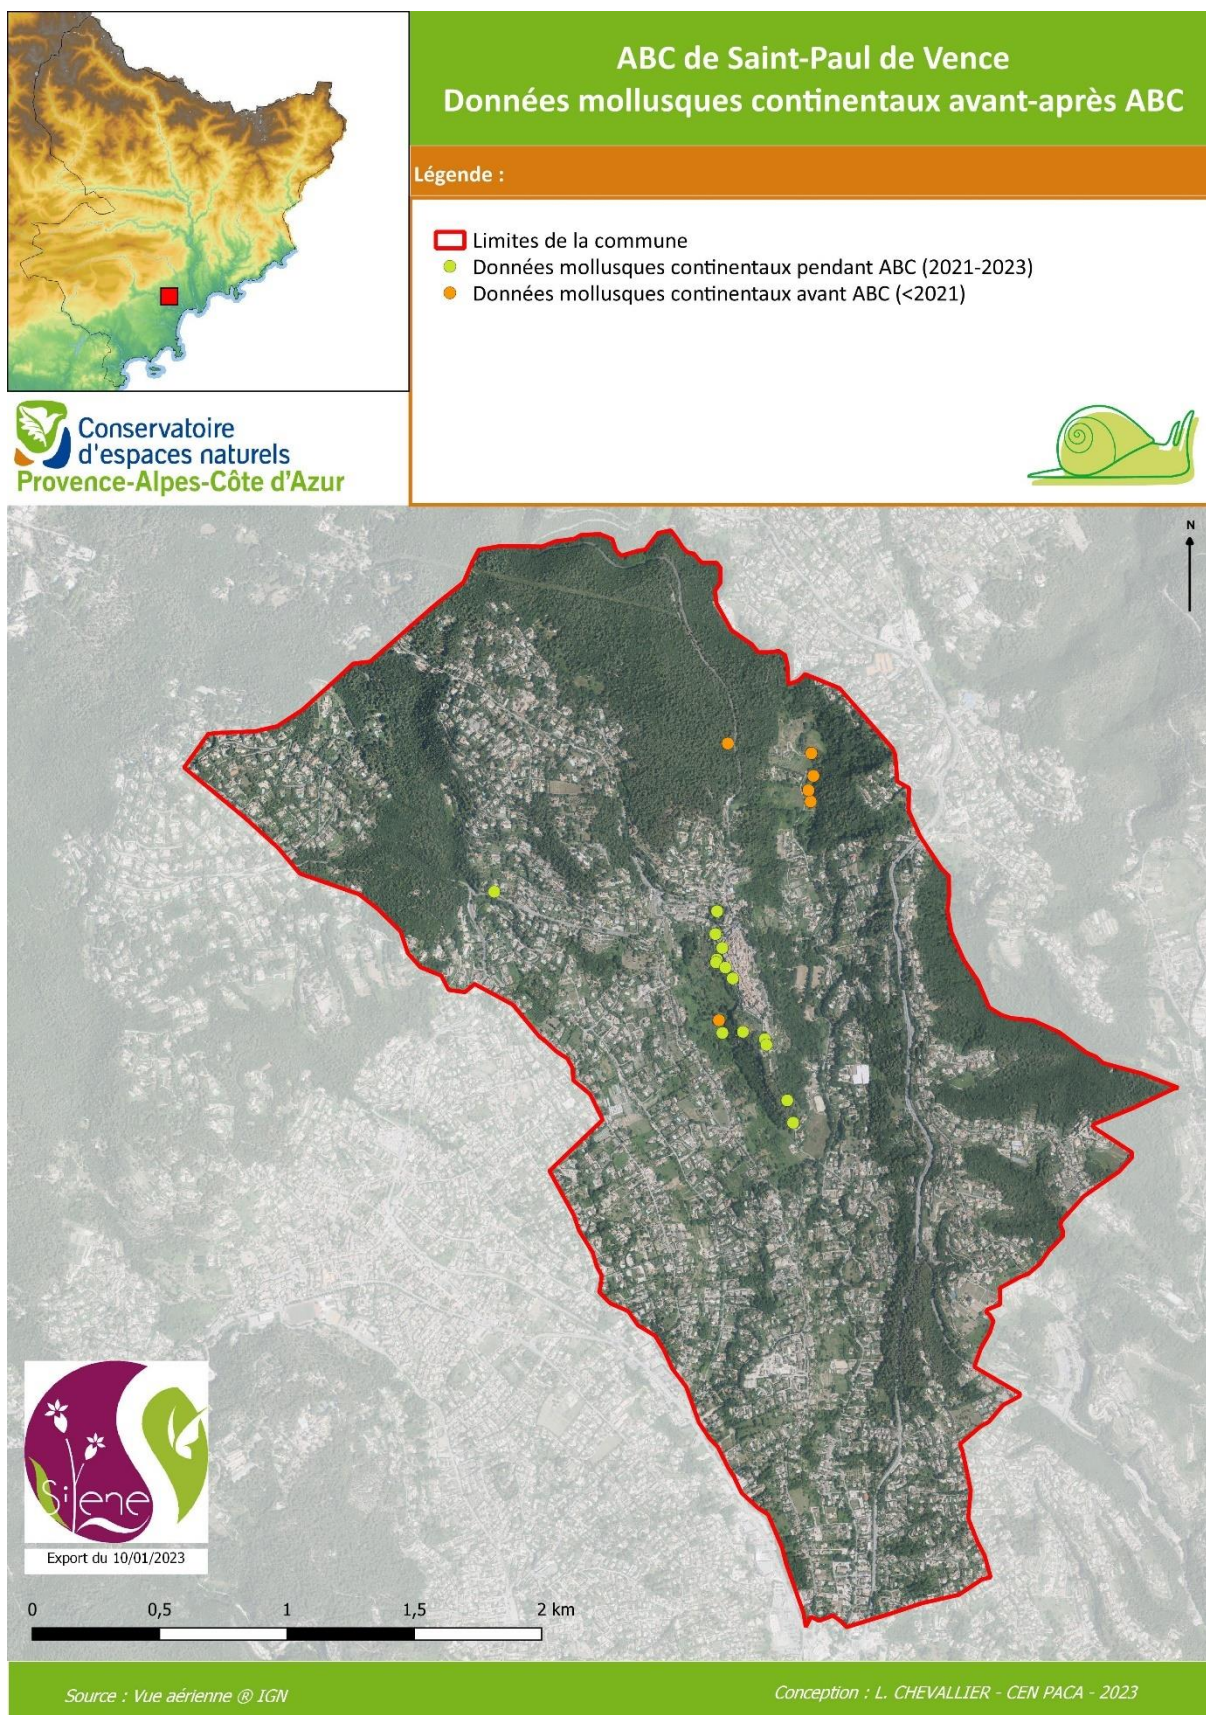 ABC de Saint-Paul de Vence
Données mollusques continentaux avant-après ABC
Légende :
Limites de la commune
Données mollusques continentaux pendant ABC (2021-2023)
Données mollusques continentaux avant ABC (<2021)
Conservatoire
d'espaces naturels
Provence-Alpes-Côte d'Azur
N
Silene
Export du 10/01/2023
0 0,5 1 1,5 2 km
Source : Vue aérienne ® IGN
Conception : L. CHEVALLIER - CEN PACA - 2023